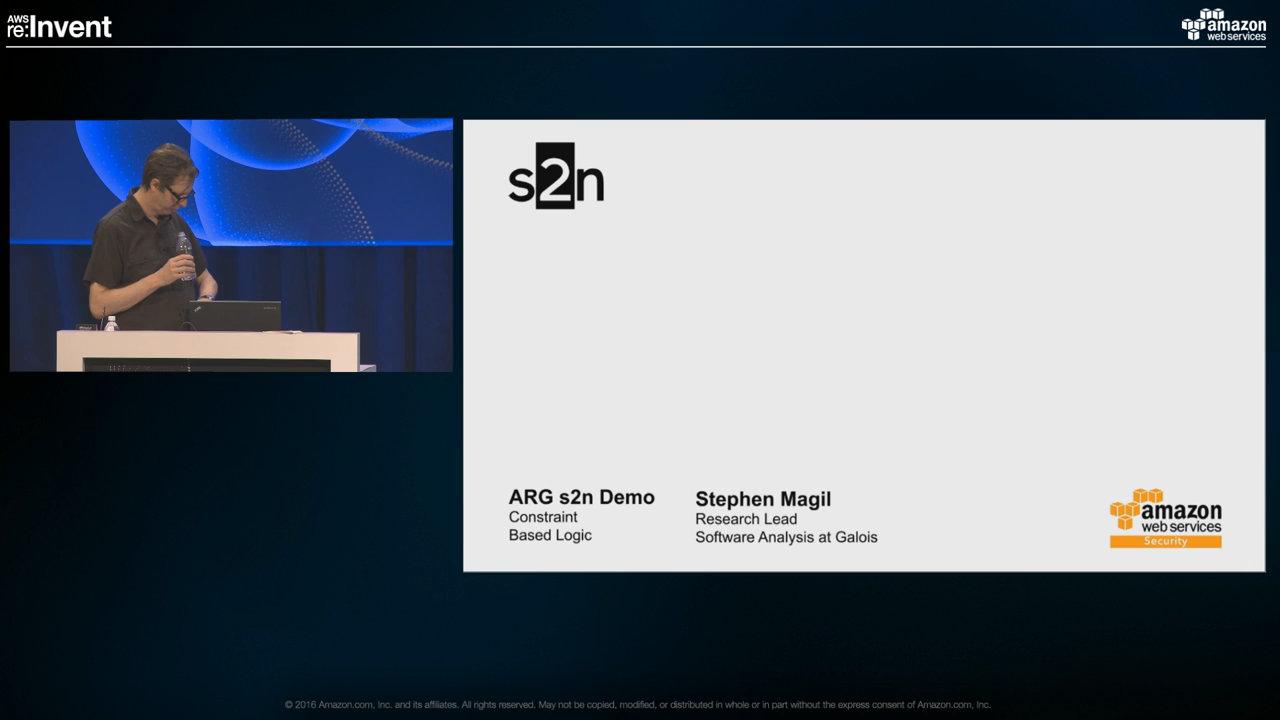 AWS
re:Invent
amazon
web services
s2n
ARG s2n Demo
Constraint
Based Logic
Stephen Magil
Research Lead
Software Analysis at Galois
amazon
web services
Security
© 2016 Amazon.com, Inc. and its affiliates. All rights reserved. May not be copied, modified, or distributed in whole or in part without the express consent of Amazon.com, Inc.